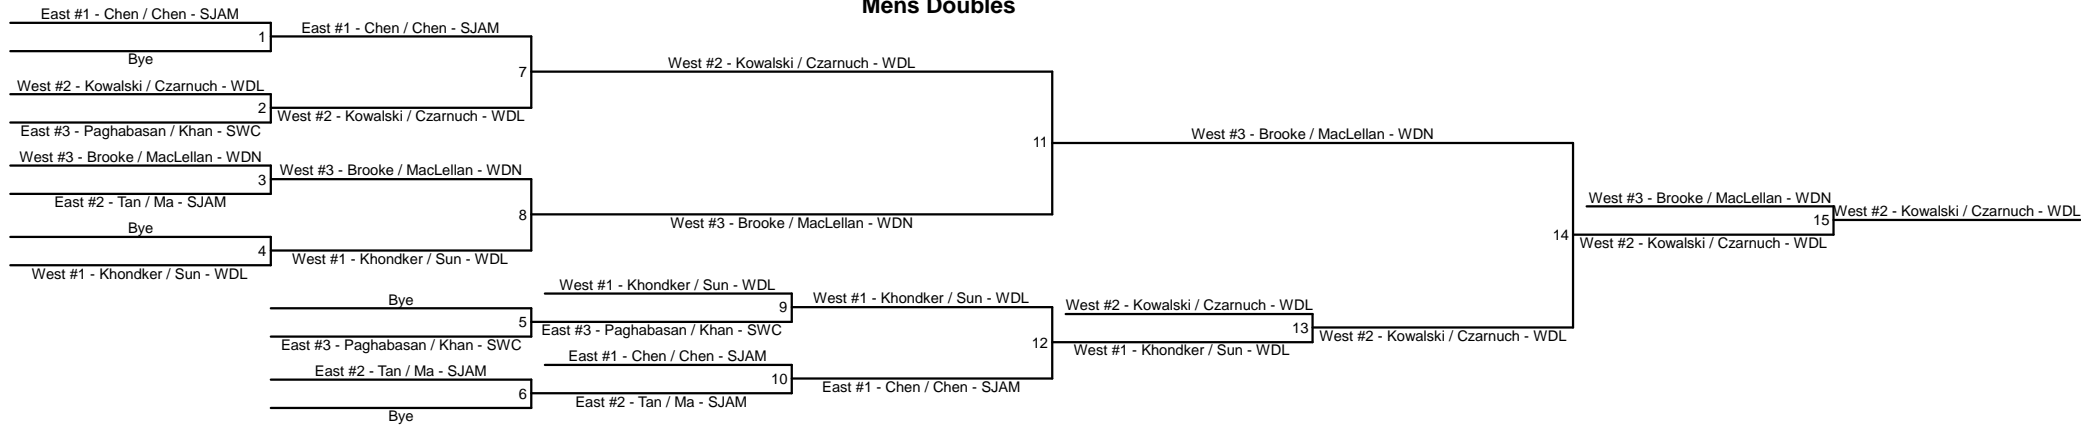 Mens Doubles
East #1 - Chen / Chen - SJAM
1
Bye
West #2 - Kowalski / Czarnuch - WDL
2
East #3 - Paghabasan / Khan - SWC
West #3 - Brooke / MacLellan - WDN
3
East #2 - Tan / Ma - SJAM
Bye
4
West #1 - Khondker / Sun - WDL
East #1 - Chen / Chen - SJAM
7
West #2 - Kowalski / Czarnuch - WDL
West #3 - Brooke / MacLellan - WDN
8
West #1 - Khondker / Sun - WDL
Bye
5
East #3 - Paghabasan / Khan - SWC
East #2 - Tan / Ma - SJAM
6
Bye
West #2 - Kowalski / Czarnuch - WDL
11
West #3 - Brooke / MacLellan - WDN
West #1 - Khondker / Sun - WDL
9
East #3 - Paghabasan / Khan - SWC
East #1 - Chen / Chen - SJAM
10
East #2 - Tan / Ma - SJAM
West #1 - Khondker / Sun - WDL
12
East #1 - Chen / Chen - SJAM
West #2 - Kowalski / Czarnuch - WDL
13
West #1 - Khondker / Sun - WDL
West #3 - Brooke / MacLellan - WDN
14
West #2 - Kowalski / Czarnuch - WDL
West #3 - Brooke / MacLellan - WDN
15
West #2 - Kowalski / Czarnuch - WDL
West #2 - Kowalski / Czarnuch - WDL